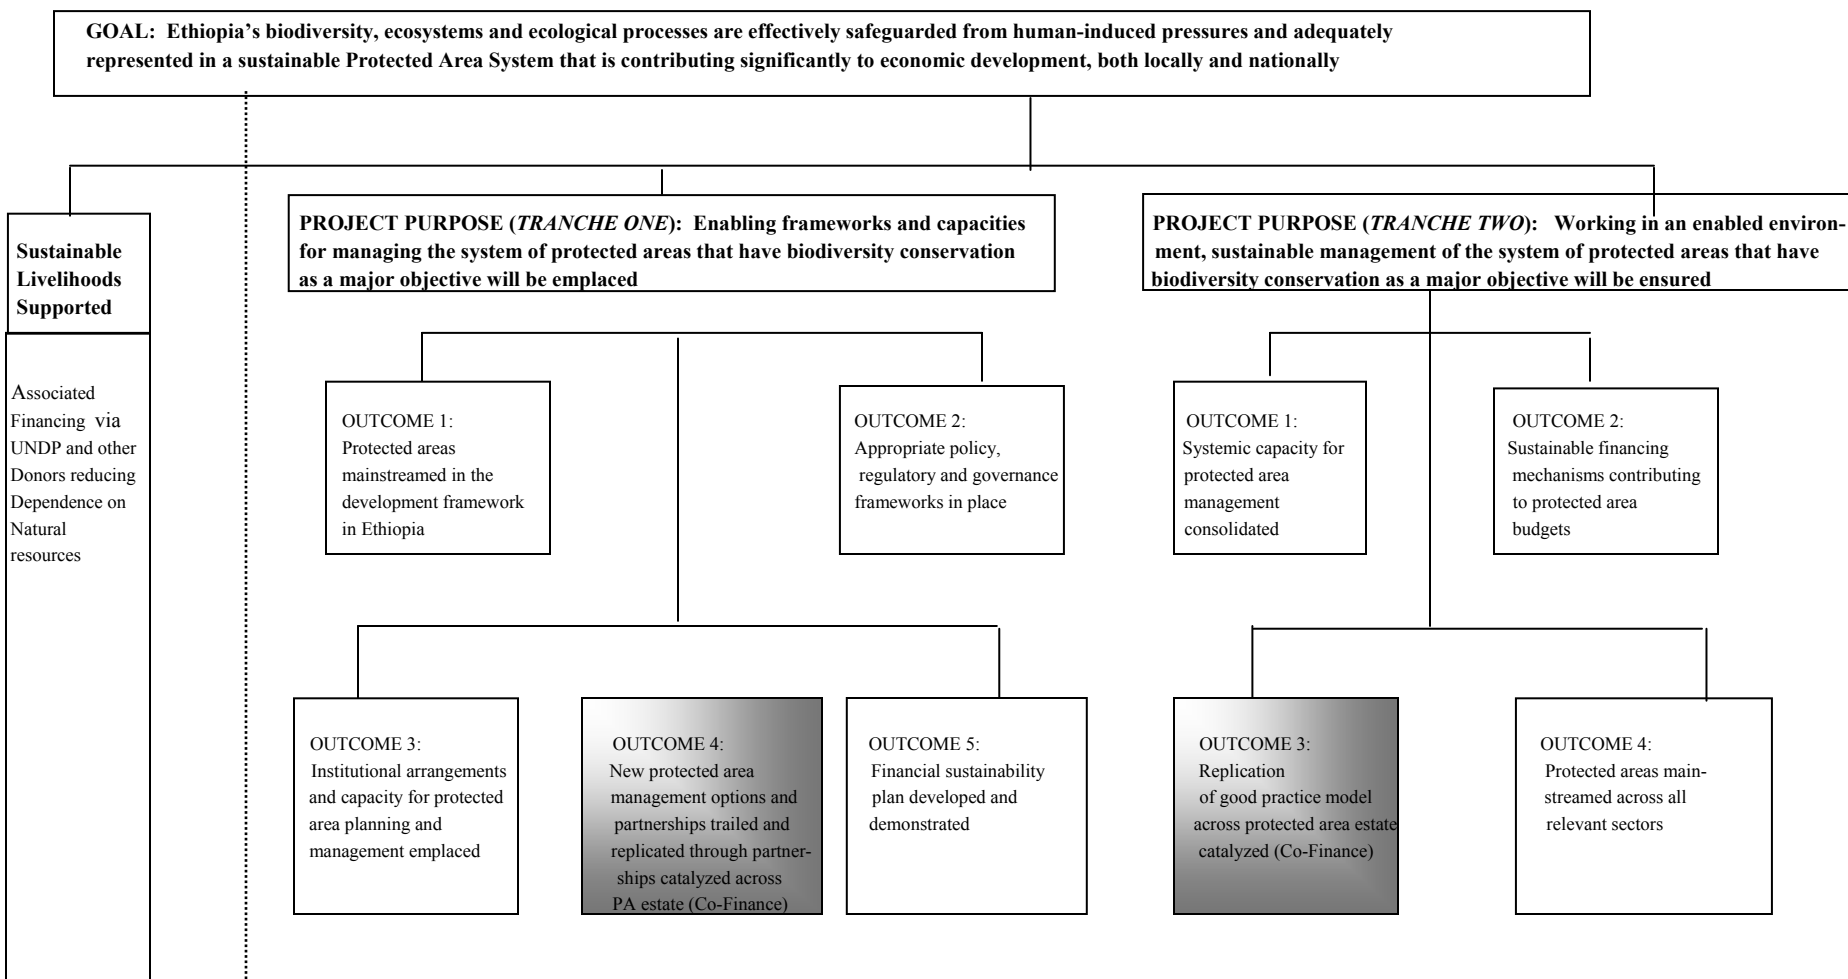 GOAL: Ethiopia’s biodiversity, ecosystems and ecological processes are effectively safeguarded from human-induced pressures and adequately
represented in a sustainable Protected Area System that is contributing significantly to economic development, both locally and nationally
Sustainable
Livelihoods
Supported
Associated
Financing via
UNDP and other
Donors reducing
Dependence on
Natural
resources
PROJECT PURPOSE (TRANCHE ONE): Enabling frameworks and capacities
for managing the system of protected areas that have biodiversity conservation
as a major objective will be emplaced
OUTCOME 1:
Protected areas
mainstreamed in the
development framework
in Ethiopia
OUTCOME 2:
Appropriate policy,
regulatory and governance
frameworks in place
OUTCOME 3:
Institutional arrangements
and capacity for protected
area planning and
management emplaced
OUTCOME 4:
New protected area
management options and
partnerships trailed and
replicated through partner-
ships catalyzed across
PA estate (Co-Finance)
OUTCOME 5:
Financial sustainability
plan developed and
demonstrated
PROJECT PURPOSE (TRANCHE TWO): Working in an enabled environ-
ment, sustainable management of the system of protected areas that have
biodiversity conservation as a major objective will be ensured
OUTCOME 1:
Systemic capacity for
protected area
management
consolidated
OUTCOME 2:
Sustainable financing
mechanisms contributing
to protected area
budgets
OUTCOME 3:
Replication
of good practice model
across protected area estate
catalyzed (Co-Finance)
OUTCOME 4:
Protected areas main-
streamed across all
relevant sectors